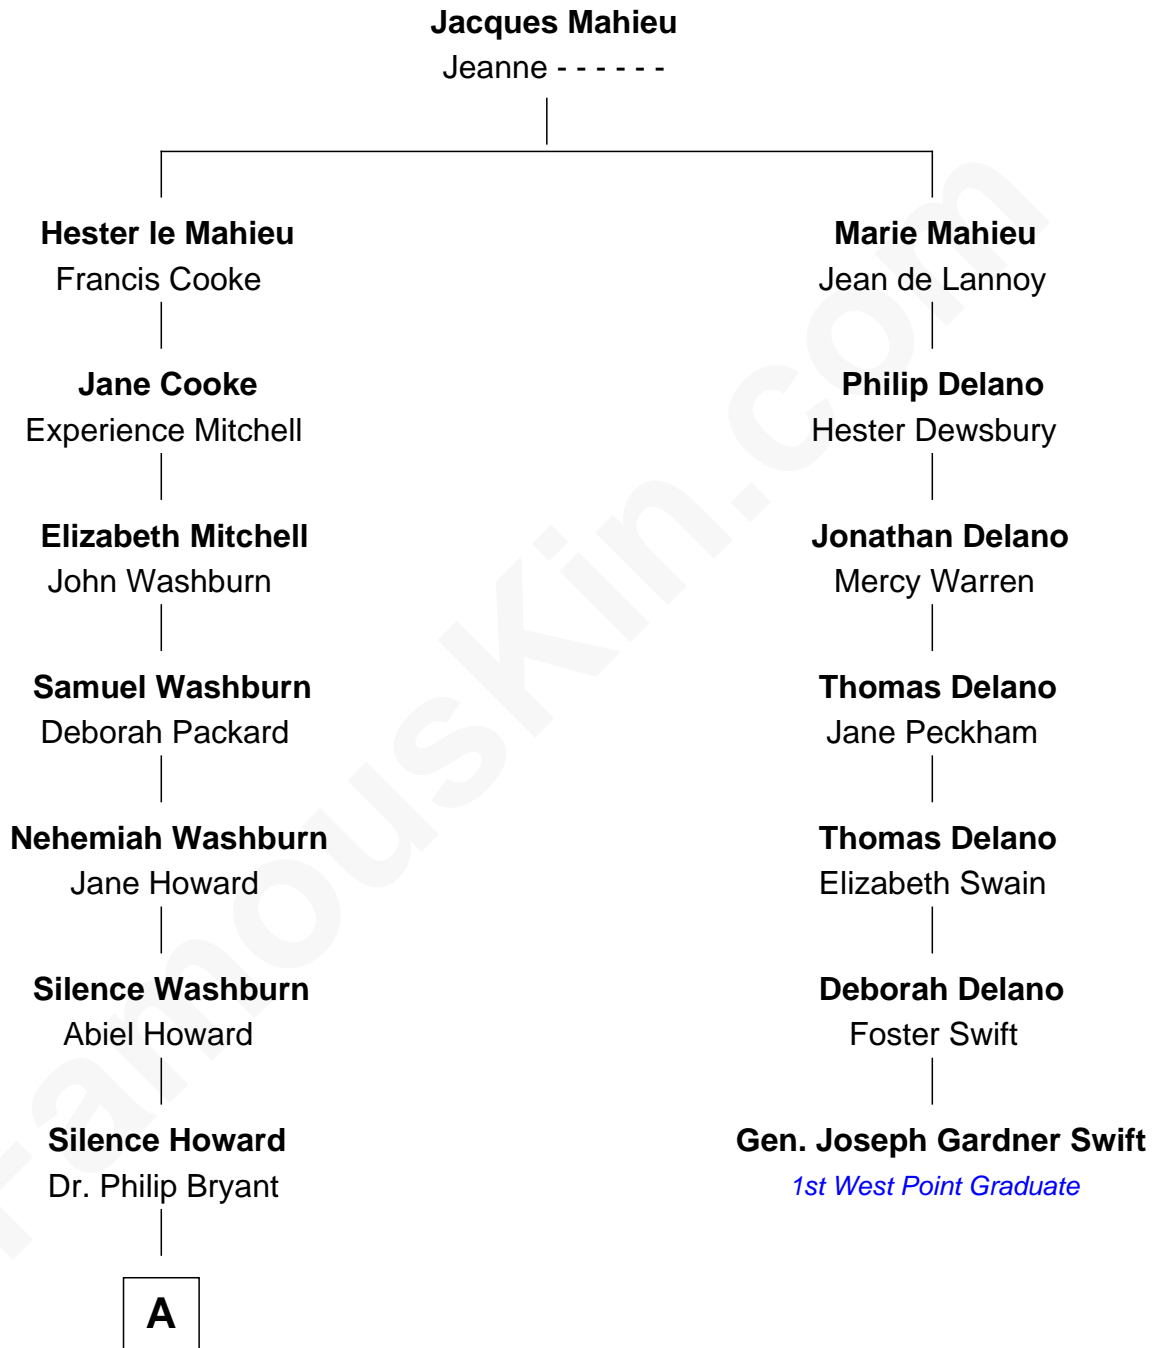 Jacques Mahieu
Jeanne - - - - - -
Hester le Mahieu
Francis Cooke
Marie Mahieu
Jean de Lannoy
Jane Cooke
Experience Mitchell
Philip Delano
Hester Dewsbury
Elizabeth Mitchell
John Washburn
Jonathan Delano
Mercy Warren
Samuel Washburn
Deborah Packard
Thomas Delano
Jane Peckham
Nehemiah Washburn
Jane Howard
Thomas Delano
Elizabeth Swain
Silence Washburn
Abiel Howard
Deborah Delano
Foster Swift
Silence Howard
Dr. Philip Bryant
Gen. Joseph Gardner Swift
1st West Point Graduate
A
FamousKin.com